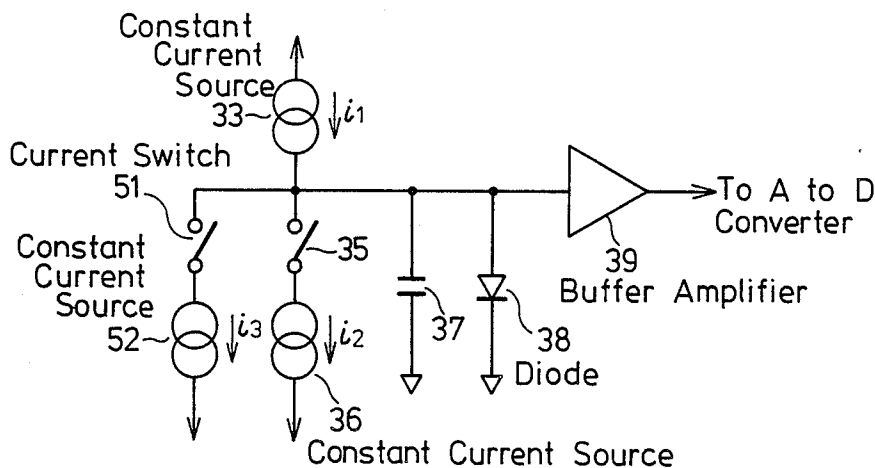 Constant
Current
Source
33
i1
Current Switch
51
Constant
Current
Source
52
i3
35
i2
36
Constant Current Source
37
38
Diode
39
Buffer Amplifier
To A to D
Converter